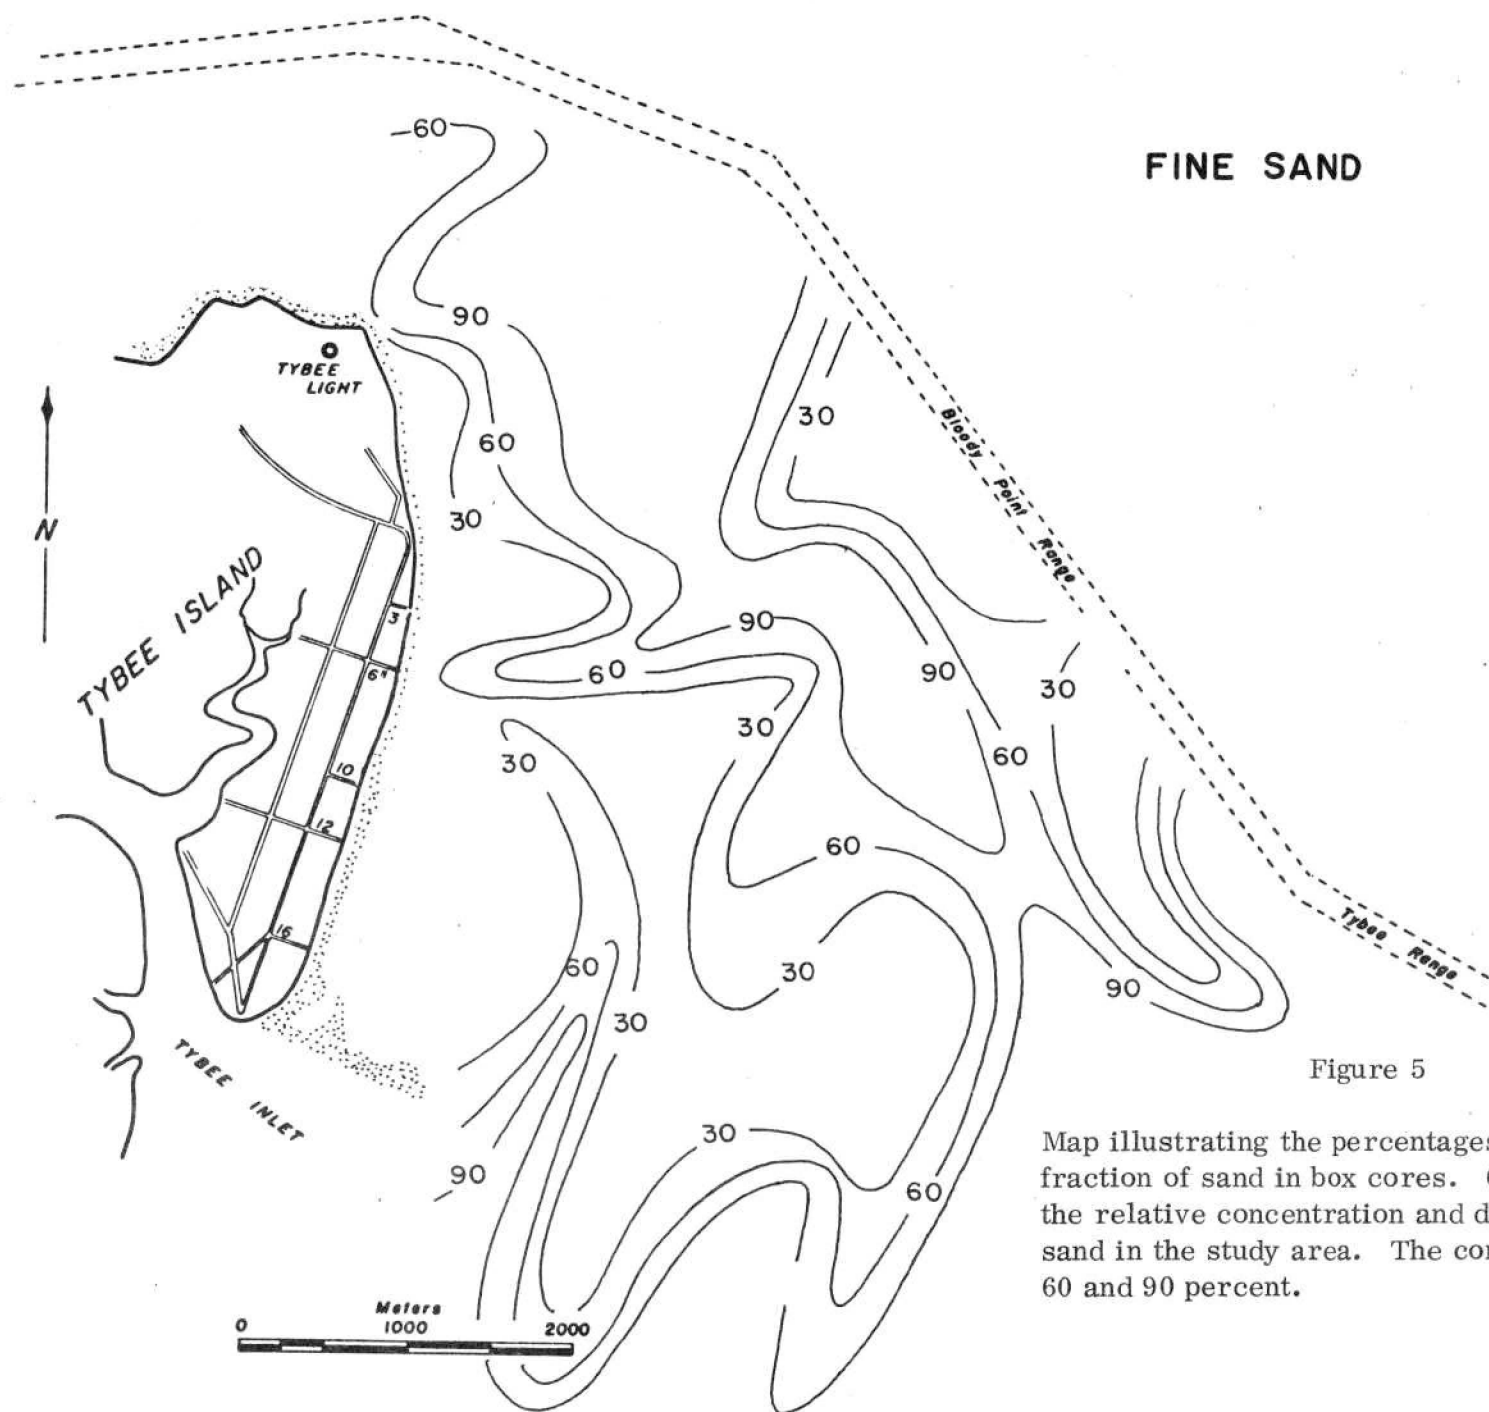 60
FINE SAND
90
TYBEE
LIGHT
30
60
30
N
Bloody
Point
Range
TYBEE ISLAND
3
90
6
60
90
30
30
30
60
10
12
60
16
60
30
90
30
Tybee
Range
TYBEE INLET
30
90
60
Figure 5
Map illustrating the percentages
fraction of sand in box cores.
the relative concentration and d
sand in the study area. The co
60 and 90 percent.
Meters
0 1000 2000